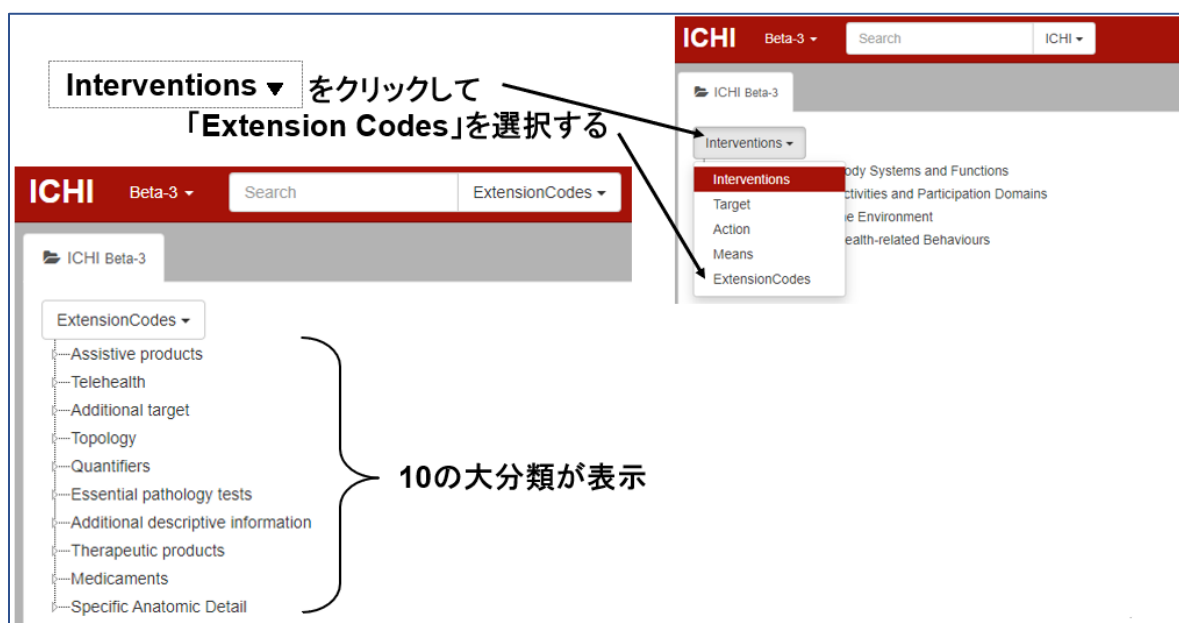 ICHI Beta-3 Search ICHI
ICHI Beta-3
Interventions
ody Systems and Functions
Interventions
ctivities and Participation Domains
Target
e Environment
Action
ealth-related Behaviours
Means
ExtensionCodes
Interventions ▼ をクリックして
「Extension Codes」を選択する
ICHI Beta-3 Search ExtensionCodes
ICHI Beta-3
ExtensionCodes
Assistive products
Telehealth
Additional target
Topology
Quantifiers
Essential pathology tests
Additional descriptive information
Therapeutic products
Medicaments
Specific Anatomic Detail
10の大分類が表示